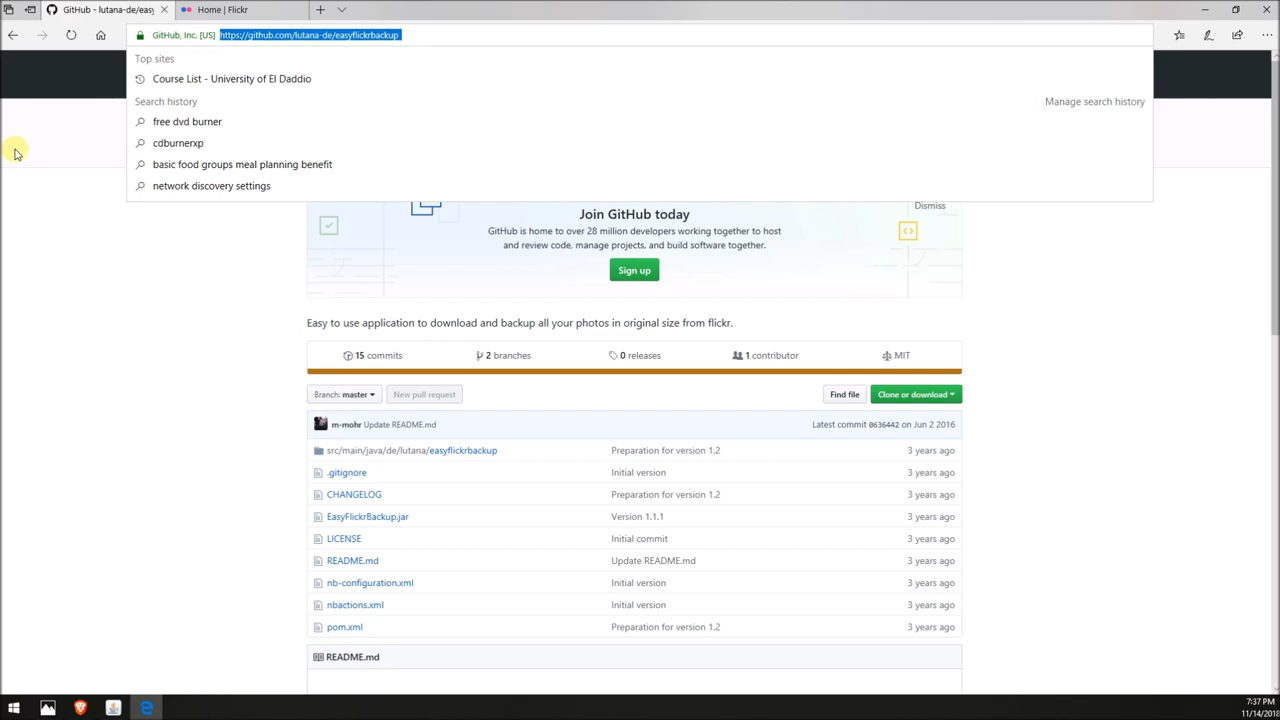 GitHub - lutana-de/easy
Home | Flickr
GitHub, Inc. [US] https://github.com/lutana-de/easyflickrbackup
Top sites
Course List - University of El Daddio
Search history
Manage search history
free dvd burner
cdburnerxp
basic food groups meal planning benefit
network discovery settings
Dismiss
Join GitHub today
GitHub is home to over 28 million developers working together to host
and review code, manage projects, and build software together.
Sign up
Easy to use application to download and backup all your photos in original size from flickr.
15 commits 2 branches 0 releases 1 contributor MIT
Branch: master New pull request Find file Clone or download
m-mohr Update README.md Latest commit 0636442 on Jun 2 2016
src/main/java/de/lutana/easyflickrbackup Preparation for version 1.2 3 years ago
.gitignore Initial version 3 years ago
CHANGELOG Preparation for version 1.2 3 years ago
EasyFlickrBackup.jar Version 1.1.1 3 years ago
LICENSE Initial commit 3 years ago
README.md Update README.md 3 years ago
nb-configuration.xml Initial version 3 years ago
nbactions.xml Initial version 3 years ago
pom.xml Preparation for version 1.2 3 years ago
README.md
7:37 PM
11/14/2018